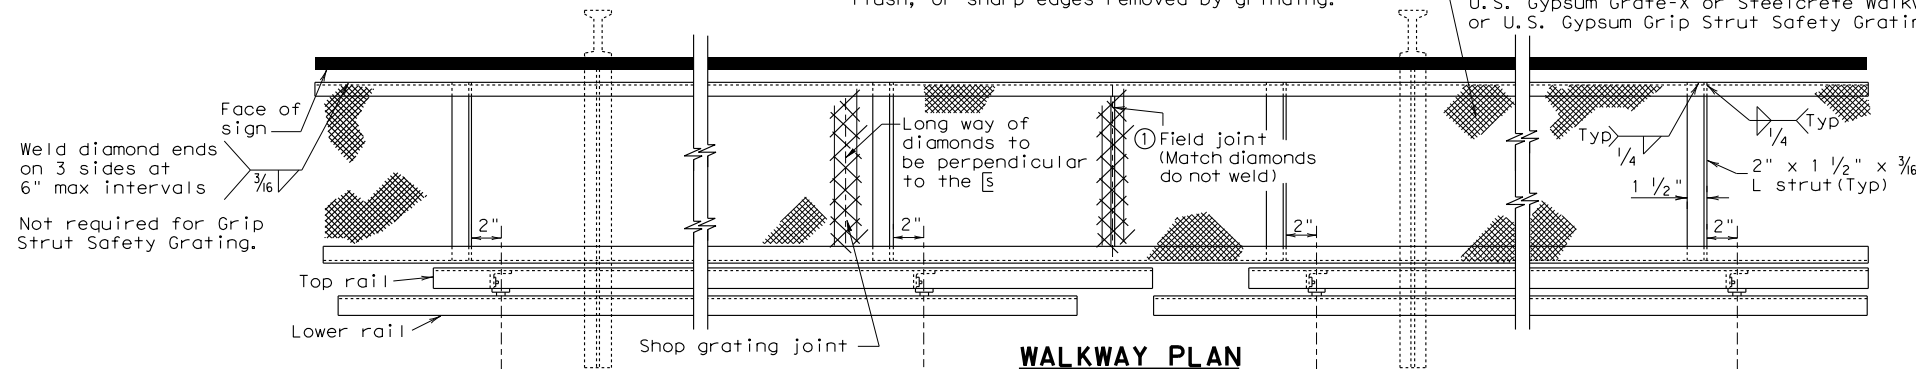 flush, or sharp edges removed by grinding.
U.S. Gypsum Grate-X or Steelcrete
or U.S. Gypsum Grip Strut Safety
Face of
sign
Weld diamond ends
on 3 sides at
6" max intervals
3/16
Not required for Grip
Strut Safety Grating.
2"
Long way of
diamonds to
be perpendicular
to the [s
2"
1 Field joint
(Match diamonds
do not weld)
2"
Typ
1/4
1/4
Typ
2" x 1 1/2" x 3/16
L strut(Typ)
1 1/2"
2"
Top rail
Lower rail
Shop grating joint
WALKWAY PLAN